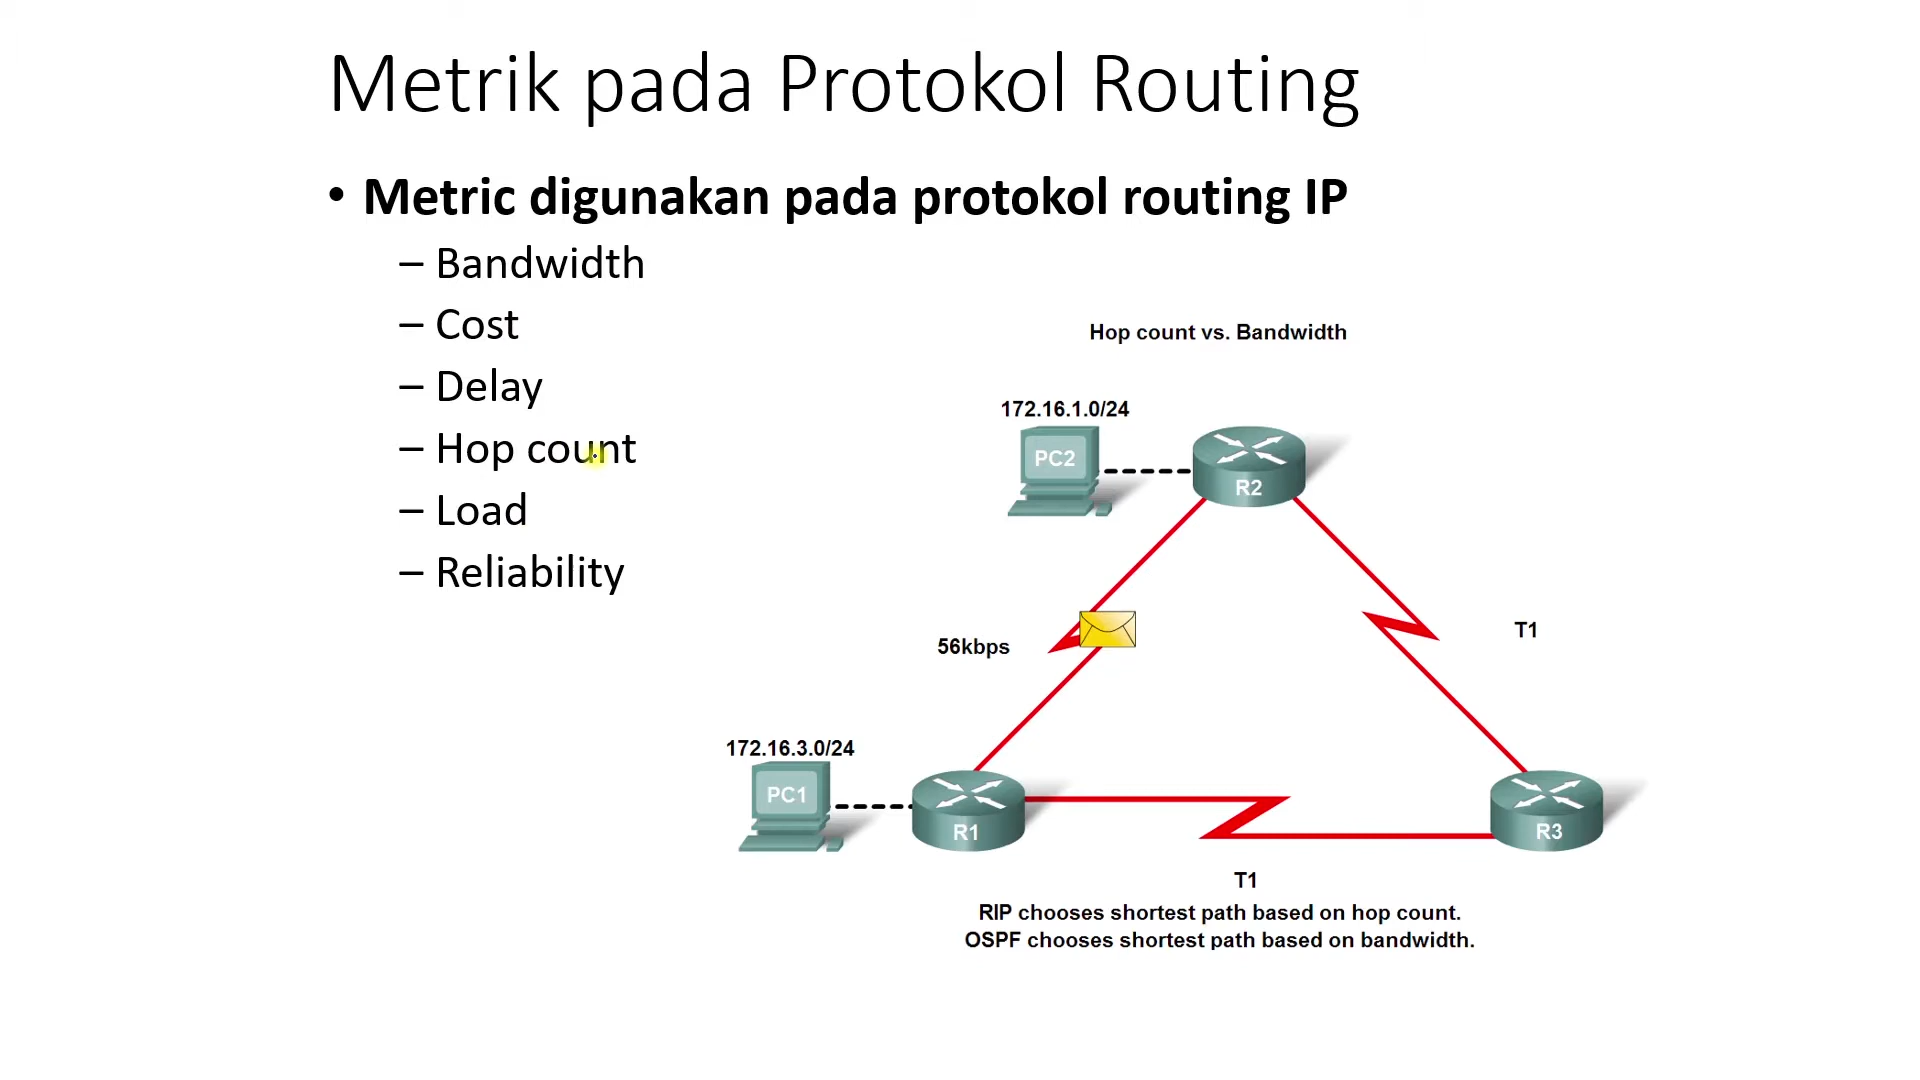 Metrik pada Protokol Routing
• Metric digunakan pada protokol routing IP
– Bandwidth
– Cost
– Delay
– Hop count
– Load
– Reliability
Hop count vs. Bandwidth
172.16.1.0/24
PC2
R2
56kbps
T1
172.16.3.0/24
PC1
R1
R3
T1
RIP chooses shortest path based on hop count.
OSPF chooses shortest path based on bandwidth.